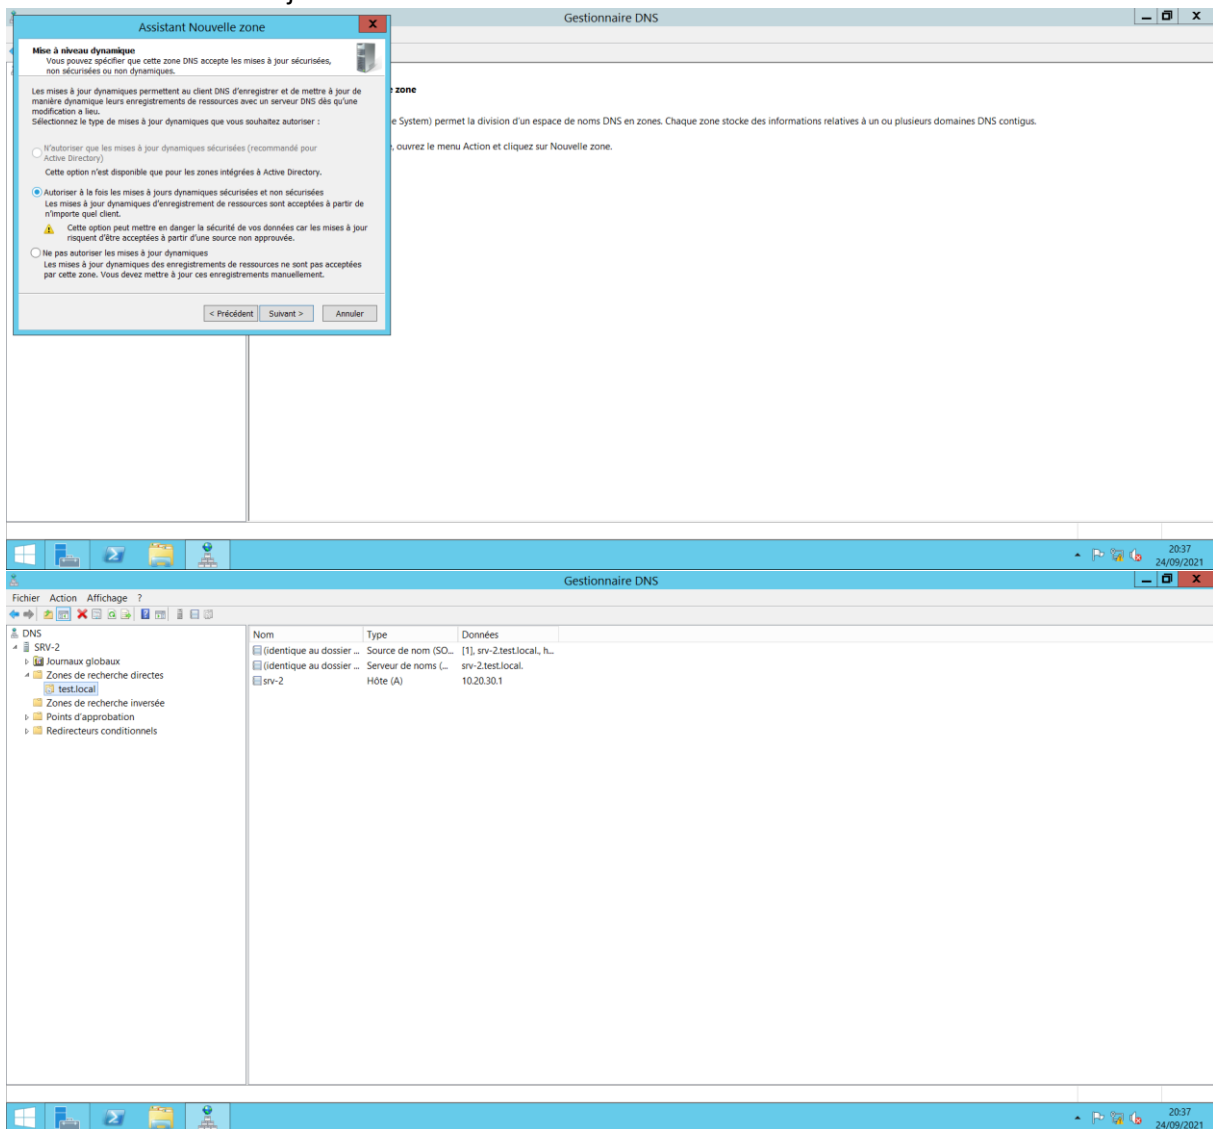 Gestionnaire DNS
Assistant Nouvelle zone
Mise à niveau dynamique
Vous pouvez spécifier que cette zone DNS accepte les mises à jour sécurisées,
non sécurisées ou non dynamiques.
Les mises à jour dynamiques permettent au client DNS d'enregistrer et de mettre à jour de
manière dynamique leurs enregistrements de ressources avec un serveur DNS dès qu'une
modification a lieu.
Sélectionnez le type de mises à jour dynamiques que vous souhaitez autoriser :
N'autoriser que les mises à jour dynamiques sécurisées (recommandé pour
Active Directory)
Cette option n'est disponible que pour les zones intégrées à Active Directory.
Autoriser à la fois les mises à jours dynamiques sécurisées et non sécurisées
Les mises à jour dynamiques d'enregistrement de ressources sont acceptées à partir de
n'importe quel client.
Cette option peut mettre en danger la sécurité de vos données car les mises à jour
risquent d'être acceptées à partir d'une source non approuvée.
Ne pas autoriser les mises à jour dynamiques
Les mises à jour dynamiques des enregistrements de ressources ne sont pas acceptées
par cette zone. Vous devez mettre à jour ces enregistrements manuellement.
< Précédent Suivant > Annuler
zone
e System) permet la division d'un espace de noms DNS en zones. Chaque zone stocke des informations relatives à un ou plusieurs domaines DNS contigus.
, ouvrez le menu Action et cliquez sur Nouvelle zone.
20:37
24/09/2021
Gestionnaire DNS
Fichier Action Affichage ?
DNS
SRV-2
Journaux globaux
Zones de recherche directes
test.local
Zones de recherche inversée
Points d'approbation
Redirecteurs conditionnels
Nom Type Données
(identique au dossier ... Source de nom (SO... [1], srv-2.test.local., h...
(identique au dossier ... Serveur de noms (... srv-2.test.local.
srv-2 Hôte (A) 10.20.30.1
20:37
24/09/2021